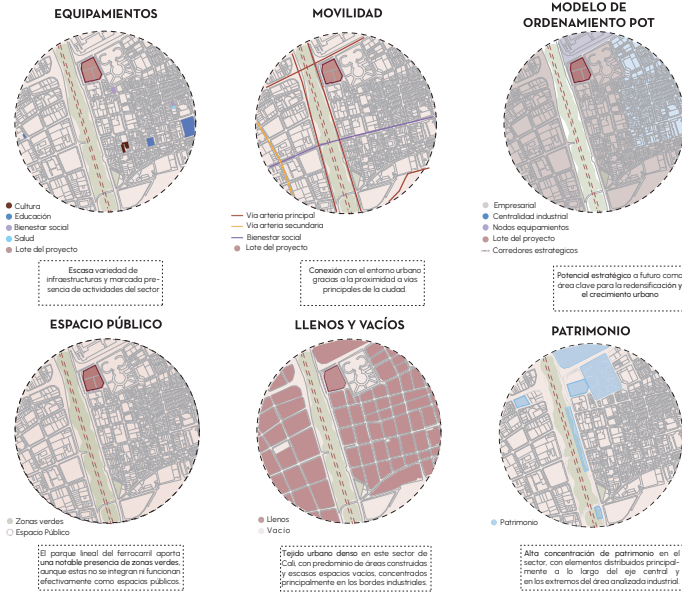 EQUIPAMIENTOS
Cultura
Educación
Bienestar social
Salud
Lote del proyecto
Escasa variedad de
infraestructuras y marcada pre-
sencia de actividades del sector
MOVILIDAD
Via arteria principal
Via arteria secundaria
Bienestar social
Lote del proyecto
Conexión con el entorno urbano
gracias a la proximidad a vías
principales de la ciudad.
MODELO DE
ORDENAMIENTO POT
Empresarial
Centralidad industrial
Nodos equipamientos
Lote del proyecto
Corredores estrategicos
Potencial estratégico a futuro como
área clave para la redensificación y
el crecimiento urbano
ESPACIO PÚBLICO
Zonas verdes
Espacio Público
El parque lineal del ferrocarril aporta
una notable presencia de zonas verdes,
aunque estas no se integran ni funcionan
efectivamente como espacios públicos.
LLENOS Y VACÍOS
Llenos
Vacío
Tejido urbano denso en este sector de
Cali, con predominio de áreas construidas
y escasos espacios vacíos, concentrados
principalmente en los bordes industriales.
PATRIMONIO
Patrimonio
Alta concentración de patrimonio en el
sector, con elementos distribuidos principal-
mente a lo largo del eje central y
en los extremos del área analizada industrial.